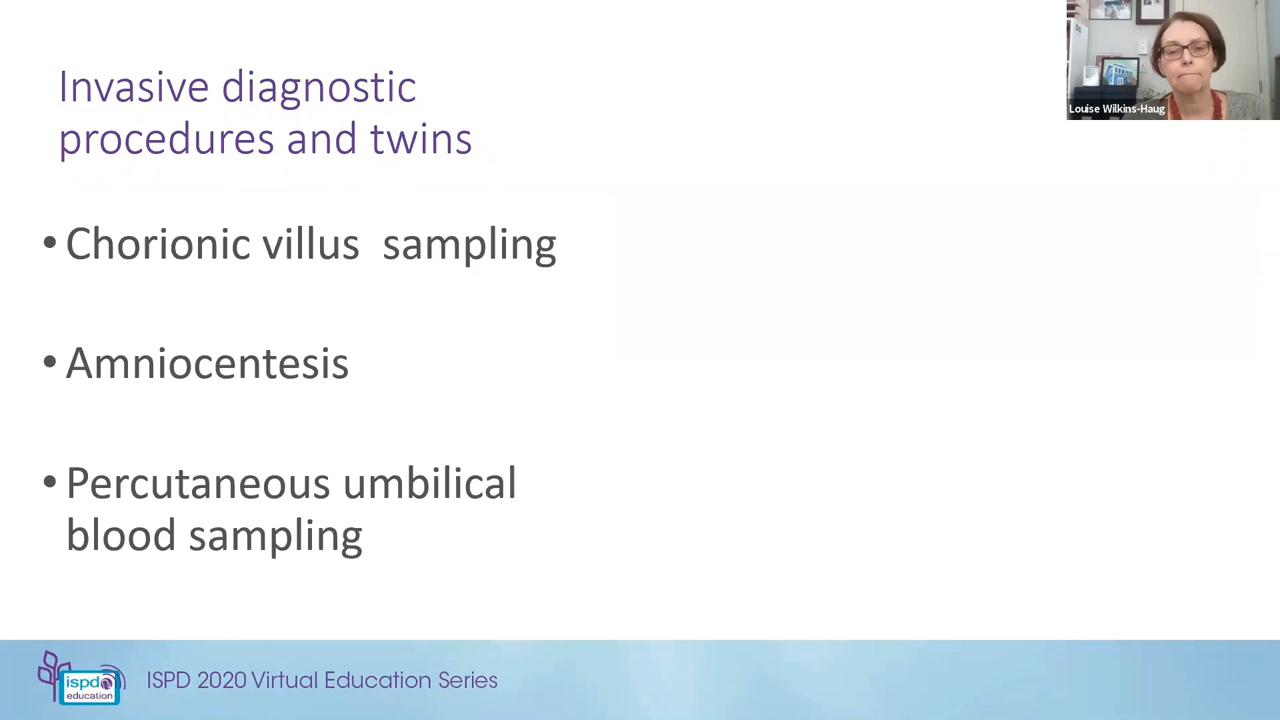 Invasive diagnostic
procedures and twins
Louise Wilkins-Haug
• Chorionic villus  sampling
• Amniocentesis
• Percutaneous umbilical
blood sampling
ispd
education
ISPD 2020 Virtual Education Series